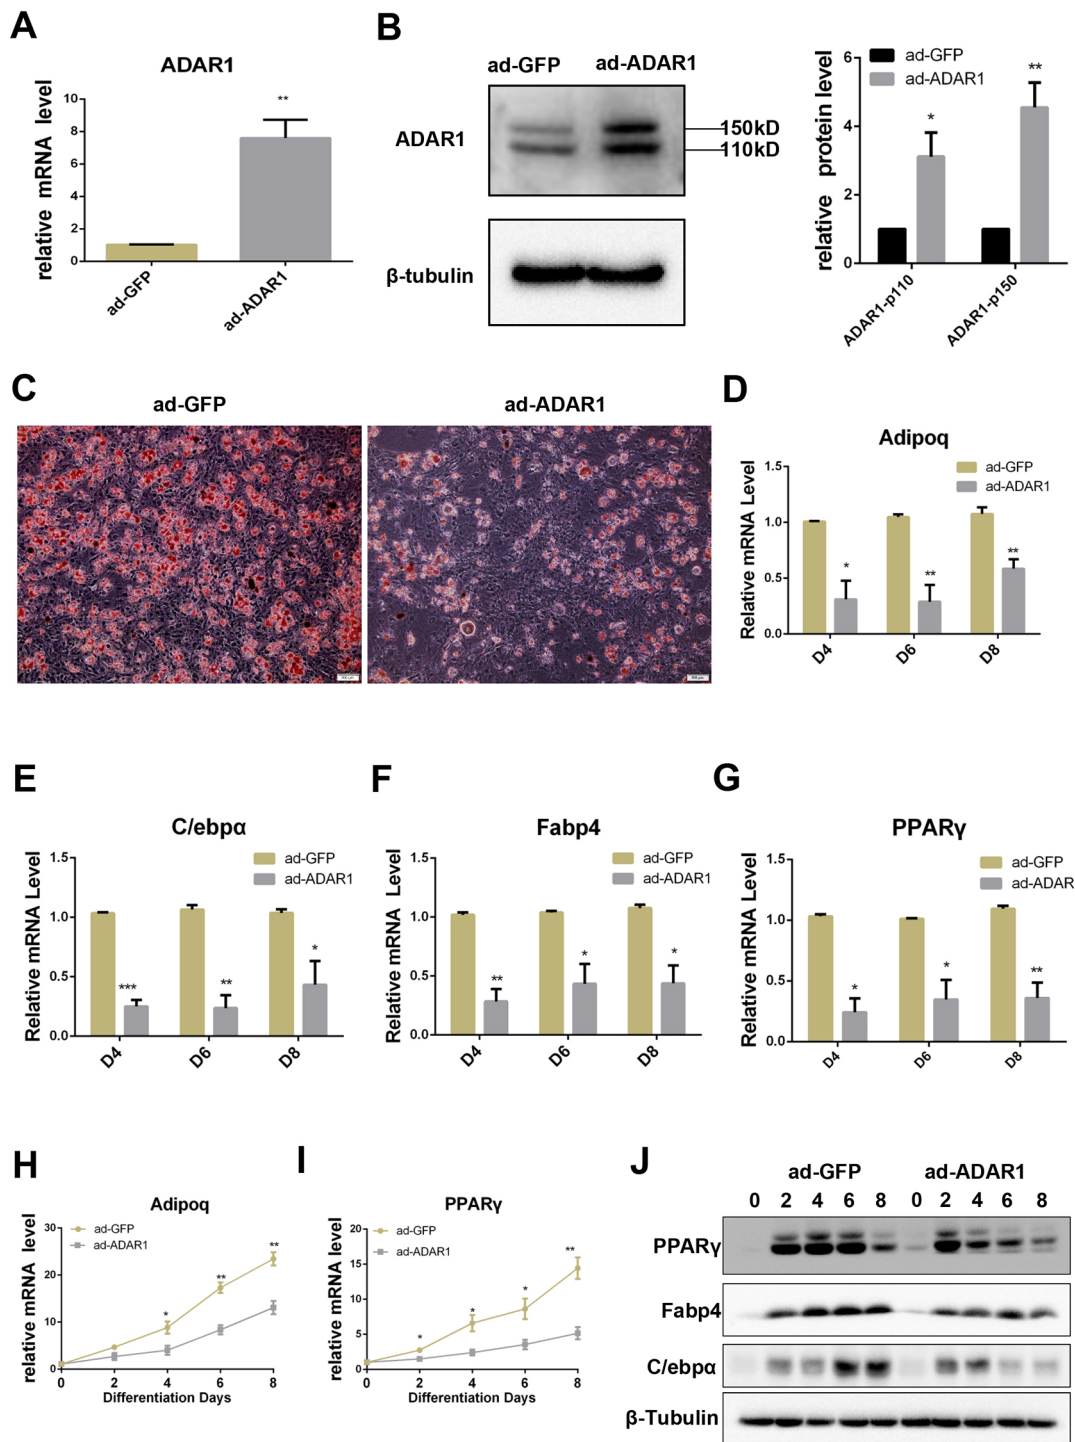 A
ADAR1
relative mRNA level
10
8
6
4
2
0
**
ad-GFP
ad-ADAR1
B
ad-GFP ad-ADAR1
ADAR1
150kD
110kD
β-tubulin
relative protein level
6
4
2
0
ad-GFP
ad-ADAR1
*
**
ADAR1-p110
ADAR1-p150
C
ad-GFP
ad-ADAR1
D
Adipoq
Relative mRNA Level
1.5
1.0
0.5
0.0
ad-GFP
ad-ADAR1
*
**
**
D4
D6
D8
E
C/ebpα
Relative mRNA Level
1.5
1.0
0.5
0.0
ad-GFP
ad-ADAR1
***
**
*
D4
D6
D8
F
Fabp4
Relative mRNA Level
1.5
1.0
0.5
0.0
ad-GFP
ad-ADAR1
**
*
*
D4
D6
D8
G
PPARγ
Relative mRNA Level
1.5
1.0
0.5
0.0
ad-GFP
ad-ADAR
*
*
**
D4
D6
D8
H
Adipoq
relative mRNA level
30
20
10
0
ad-GFP
ad-ADAR1
*
**
**
0 2 4 6 8
Differentiation Days
I
PPARγ
relative mRNA level
20
15
10
5
0
ad-GFP
ad-ADAR1
*
*
*
**
0 2 4 6 8
Differentiation Days
J
ad-GFP ad-ADAR1
0 2 4 6 8 0 2 4 6 8
PPARγ
Fabp4
C/ebpα
β-Tubulin